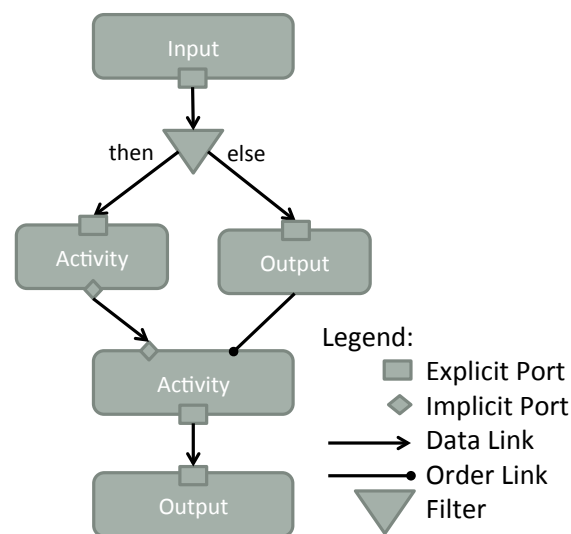 Input
then
else
Activity
Output
Activity
Output
Legend:
Explicit Port
Implicit Port
Data Link
Order Link
Filter